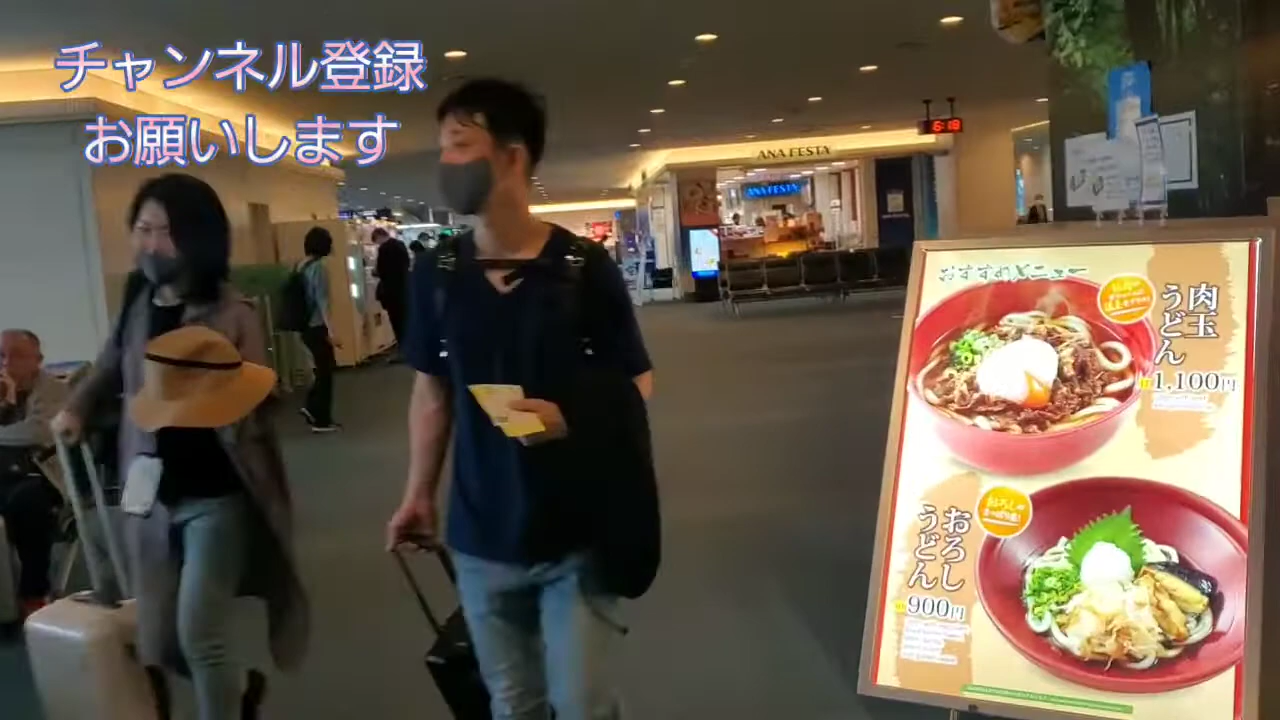 チャンネル登録
お願いします
ANA FESTA
ANA FESTA
6:19
おすすめメニュー
肉玉
うどん
1,100円
おろし
うどん
900円